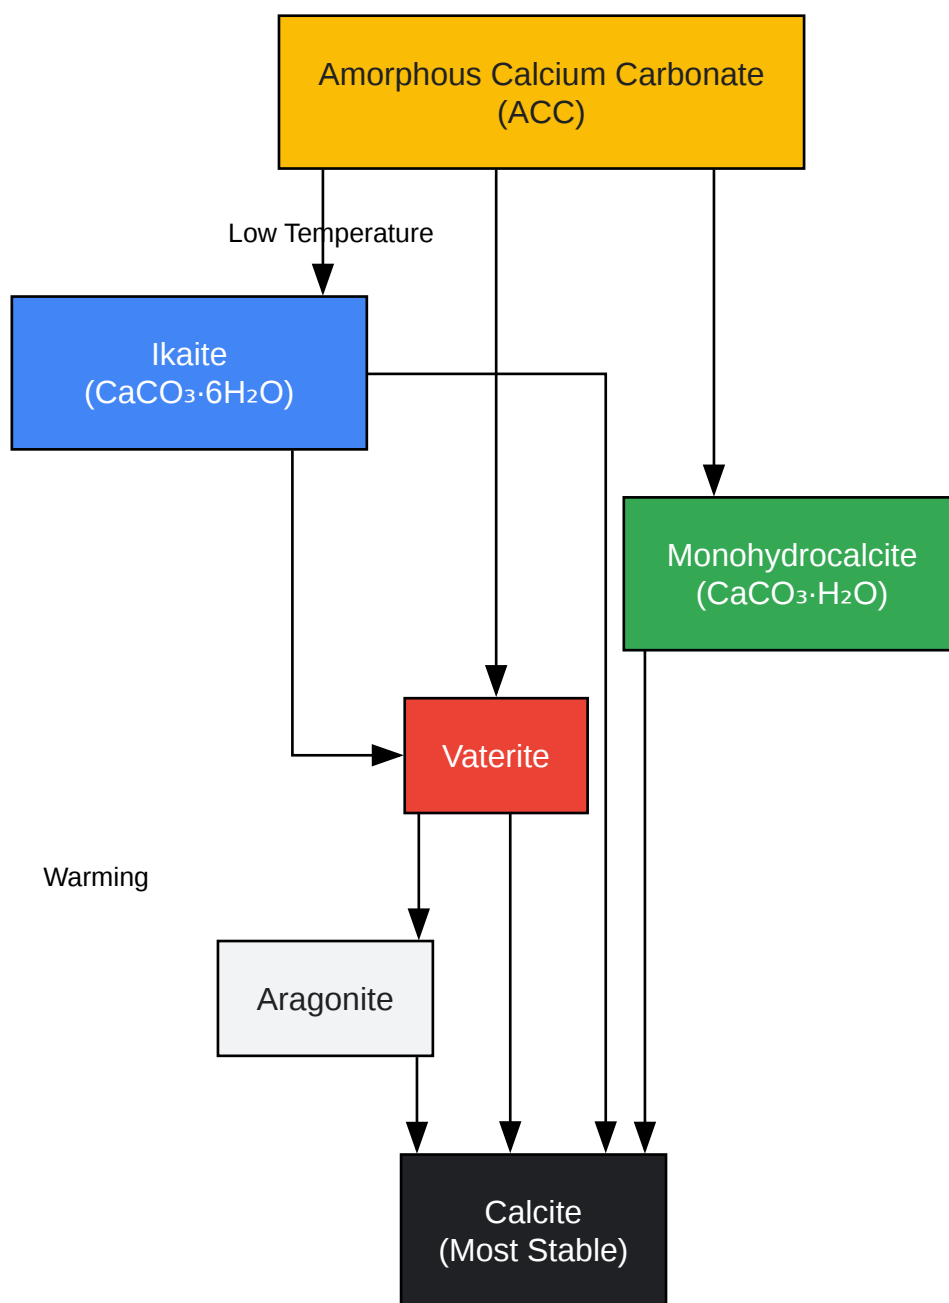 Amorphous Calcium Carbonate
(ACC)
Low Temperature
Ikaite
(CaCO₃·6H₂O)
Monohydrocalcite
(CaCO₃·H₂O)
Vaterite
Warming
Aragonite
Calcite
(Most Stable)